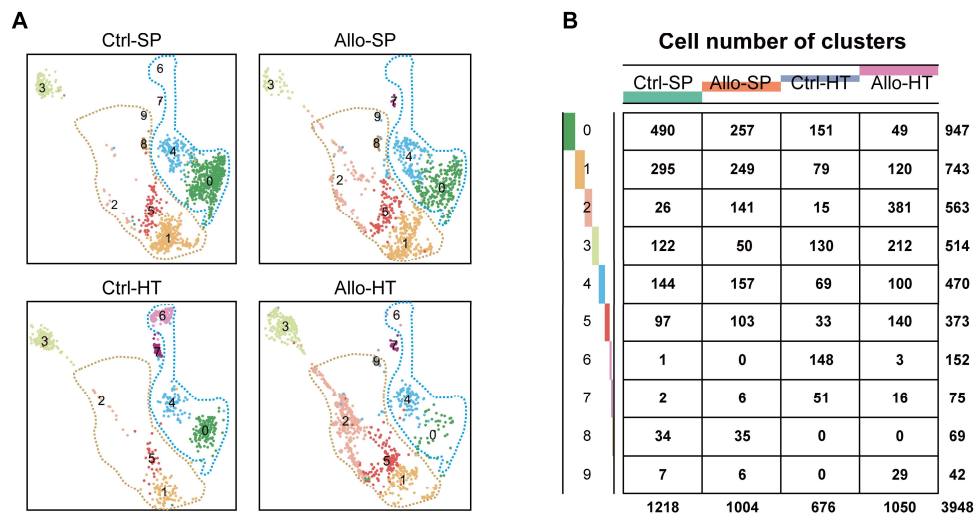 A
Ctrl-SP
3
6
7
9
8
4
0
2
5
1
Allo-SP
3
6
7
9
8
4
0
2
5
1
Ctrl-HT
3
6
7
2
4
0
5
1
Allo-HT
3
6
7
9
4
2
0
5
1
B
Cell number of clusters
Ctrl-SP Allo-SP Ctrl-HT Allo-HT
0 490 257 151 49 947
1 295 249 79 120 743
2 26 141 15 381 563
3 122 50 130 212 514
4 144 157 69 100 470
5 97 103 33 140 373
6 1 0 148 3 152
7 2 6 51 16 75
8 34 35 0 0 69
9 7 6 0 29 42
1218 1004 676 1050 3948